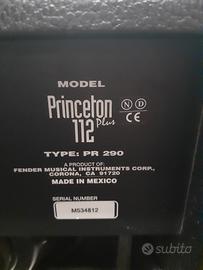 MODEL
Princeton
112 Plus
N D
CE
TYPE: PR 290
A PRODUCT OF:
FENDER MUSICAL INSTRUMENTS CORP.,
CORONA, CA 91720
MADE IN MEXICO
SERIAL NUMBER
M534812
subito